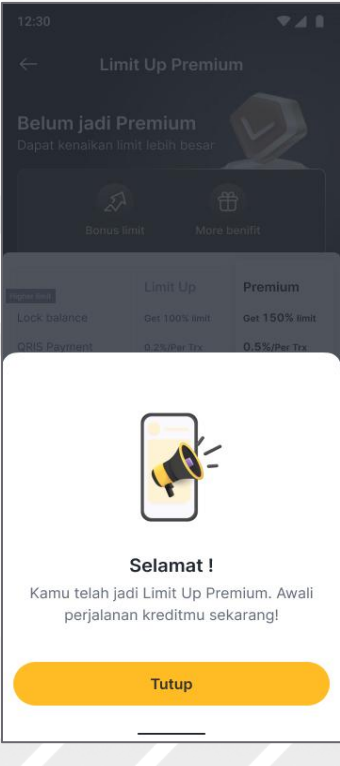 12:30
Limit Up Premium
Belum jadi Premium
Dapat kenaikan limit lebih besar
Bonus limit More benifit
Limit Up Premium
Lock balance Get 100% limit Get 150% limit
QRIS Payment 0.2%/Per Trx 0.5%/Per Trx
Selamat !
Kamu telah jadi Limit Up Premium. Awali
perjalanan kreditmu sekarang!
Tutup